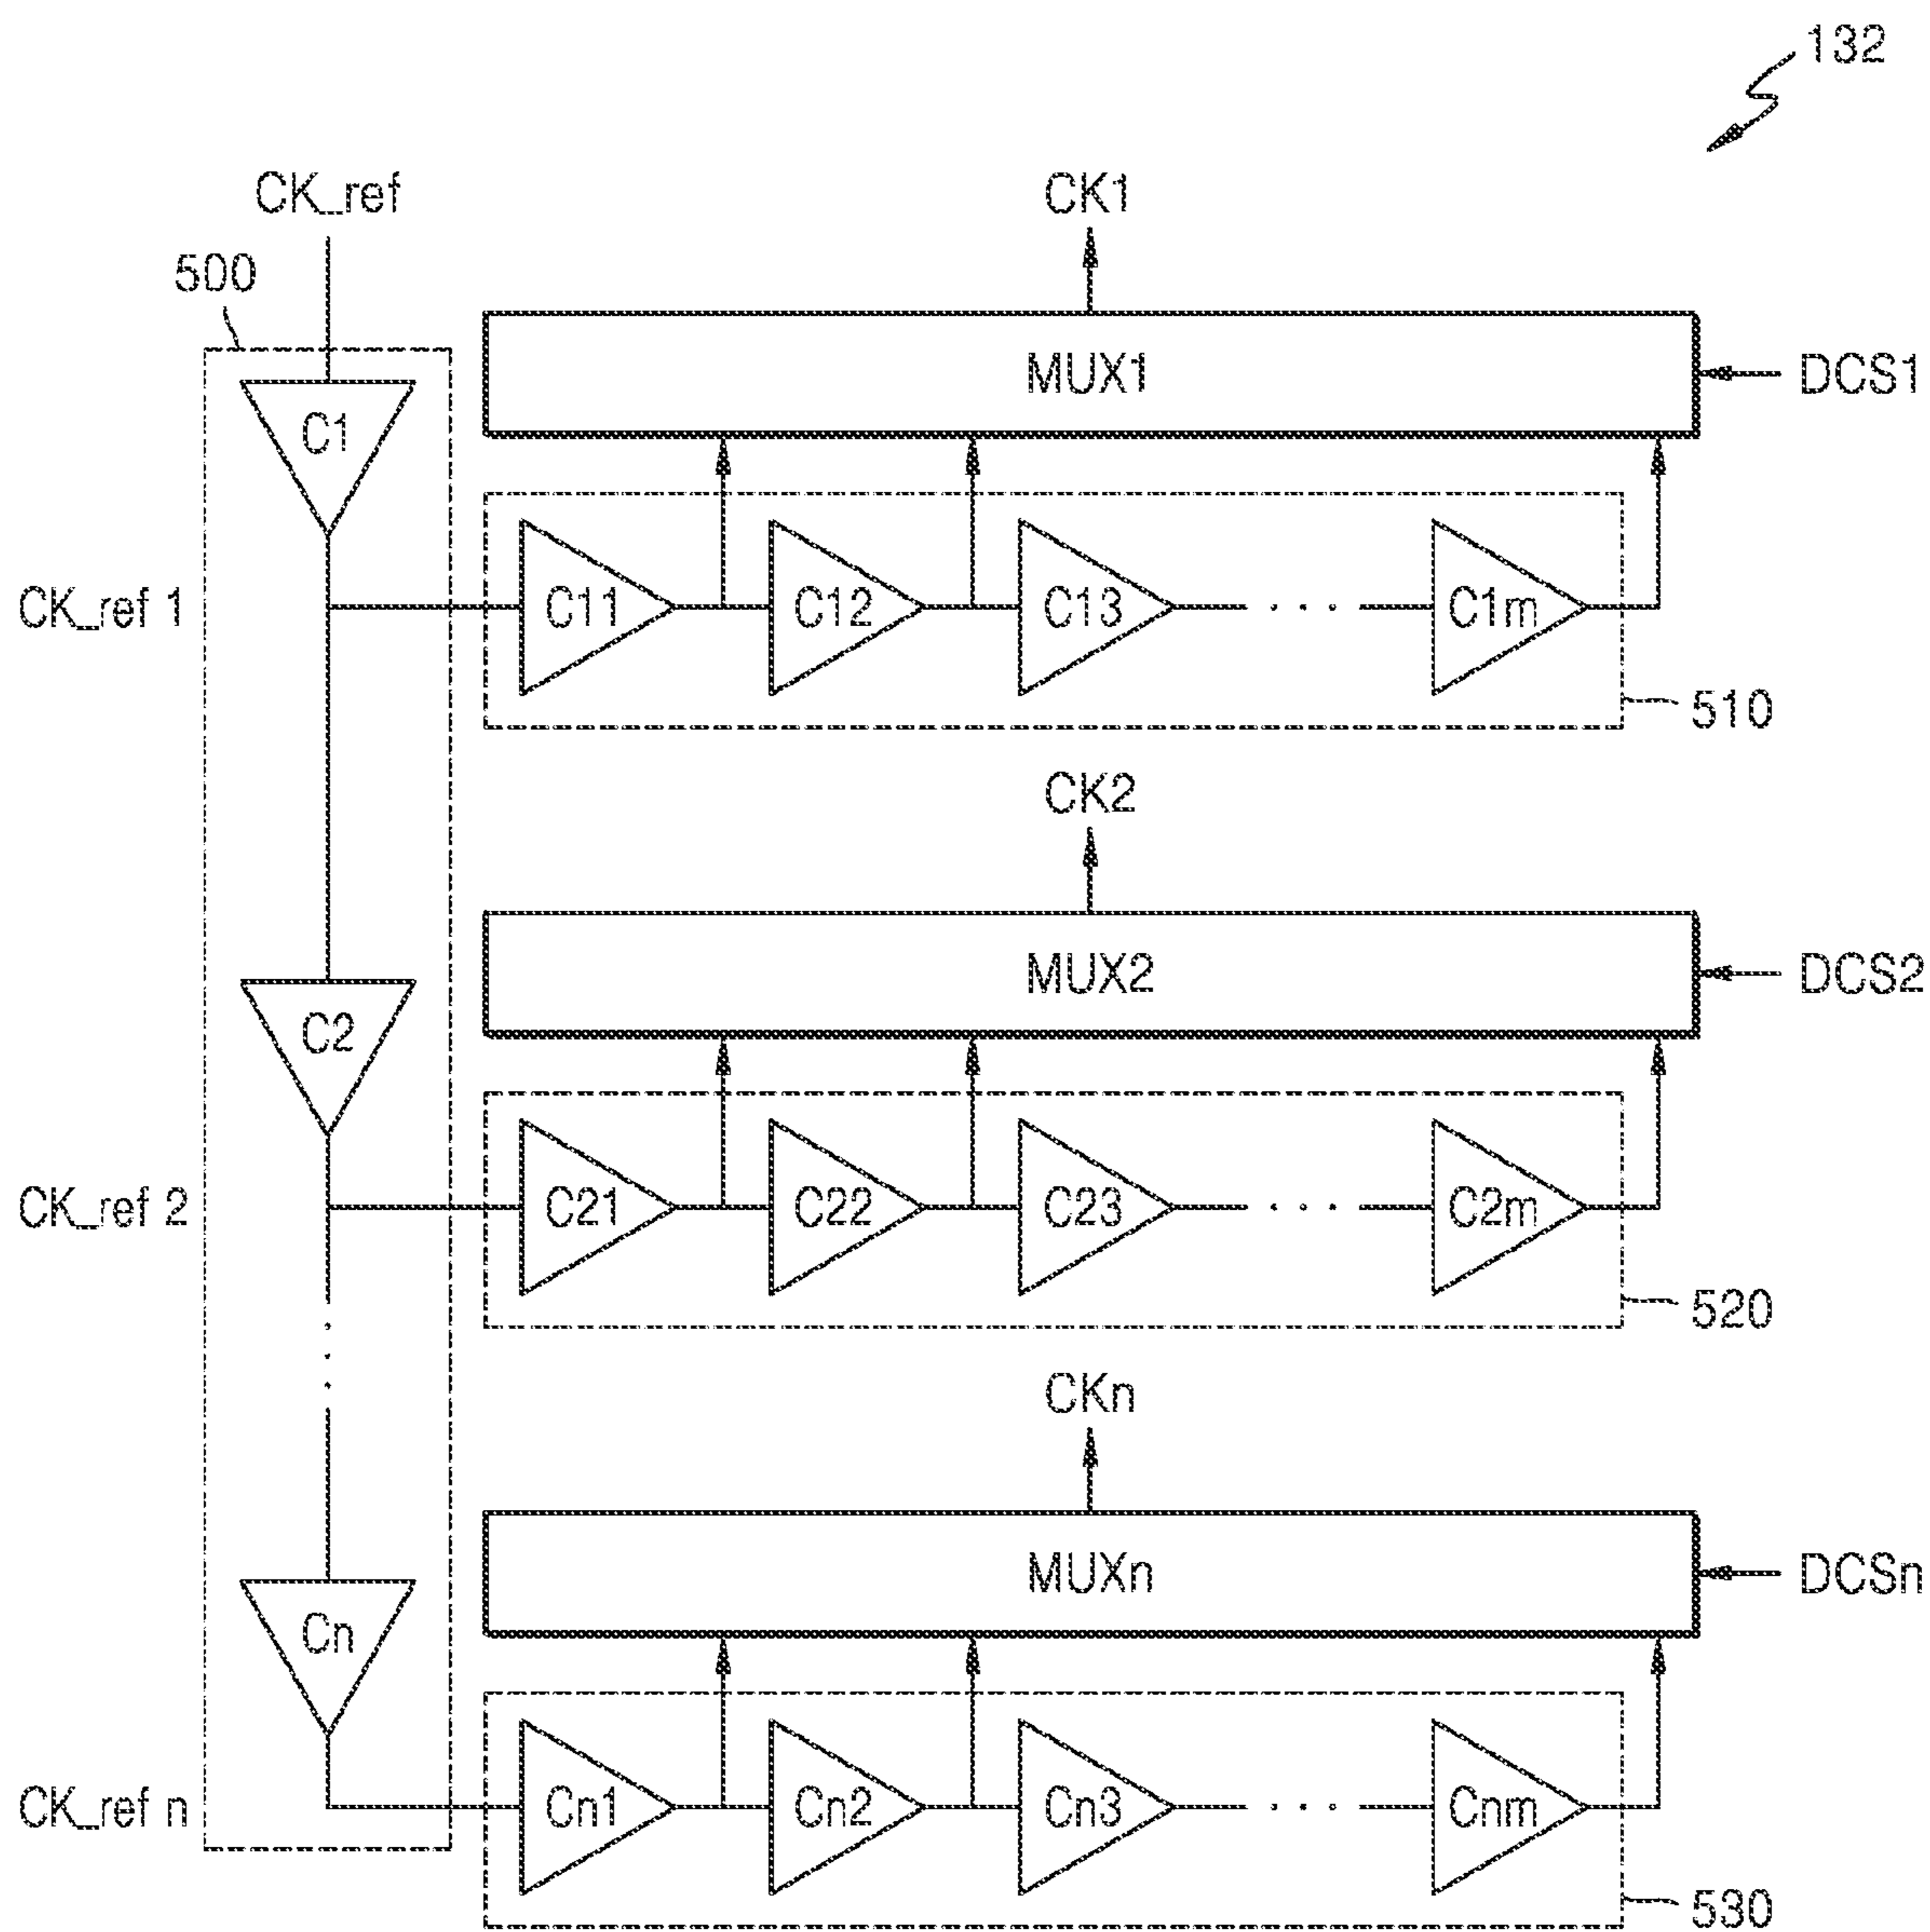 132
CK_ref
CK1
500
MUX1
DCS1
C1
CK_ref 1
C11
C12
C13
. . .
C1m
510
CK2
MUX2
DCS2
C2
CK_ref 2
C21
C22
C23
. . .
C2m
520
CKn
MUXn
DCSn
Cn
CK_ref n
Cn1
Cn2
Cn3
. . .
Cnm
530